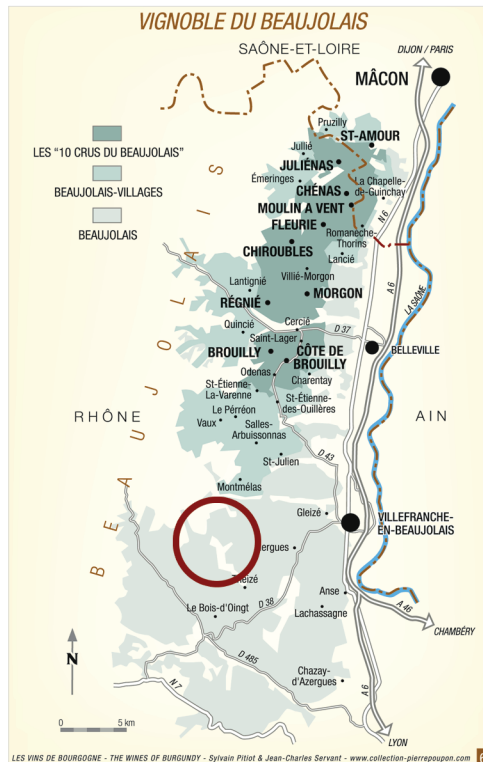 VIGNOBLE DU BEAUJOLAIS
SAÔNE-ET-LOIRE
DIJON / PARIS
MÂCON
Pruzilly
ST-AMOUR
LES “10 CRUS DU BEAUJOLAIS”
Jullié
JULIÉNAS
BEAUJOLAIS-VILLAGES
Émeringes
CHÉNAS
La Chapelle-
de-Guinchay
MOULIN A VENT
BEAUJOLAIS
FLEURIE
N 6
Romanèche-
Thorins
CHIROUBLES
Lancié
Villié-Morgon
A 6
LA SAÔNE
Lantignié
MORGON
RÉGNIÉ
Quincié
Cercié
D 37
Saint-Lager
BELLEVILLE
BROUILLY
CÔTE DE
BROUILLY
Odenas
Charentay
St-Étienne-
La-Varenne
St-Étienne-
des-Ouillères
RHÔNE
AIN
Le Pérréon
Vaux
Salles-
Arbuissonnas
St-Julien
D 43
Montmélas
BEAUJOLAIS
Gleizé
VILLEFRANCHE-
EN-BEAUJOLAIS
Anse
D 38
Le Bois-d'Oingt
Lachassagne
A 46
CHAMBÉRY
N
D 485
Chazay-
d'Azergues
N 7
A 6
0 5 km
LYON
LES VINS DE BOURGOGNE - THE WINES OF BURGUNDY - Sylvain Pitiot & Jean-Charles Servant - www.collection-pierrepoupon.com